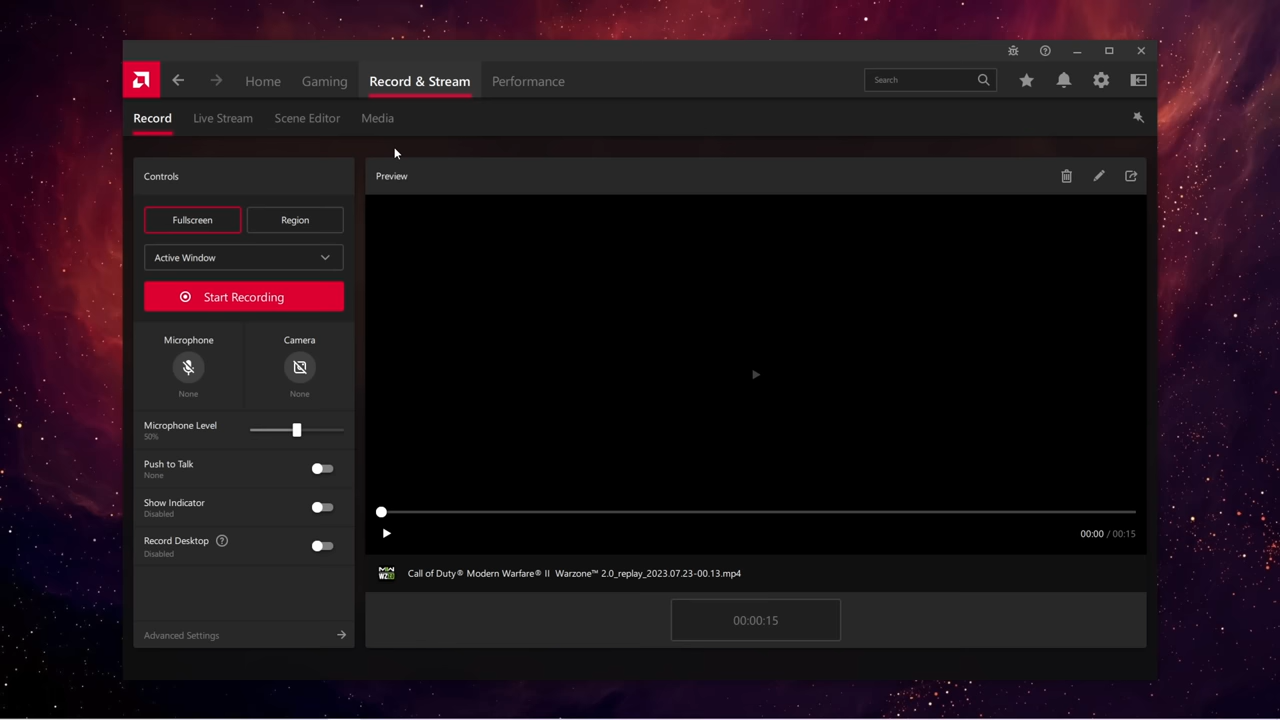 Home Gaming Record & Stream Performance Search
Record Live Stream Scene Editor Media
Controls
Fullscreen Region
Active Window
Start Recording
Microphone Camera
None None
Microphone Level
50%
Push to Talk
None
Show Indicator
Disabled
Record Desktop ?
Disabled
Advanced Settings
Preview
00:00 / 00:15
Call of Duty® Modern Warfare® II Warzone™ 2.0_replay_2023.07.23-00.13.mp4
00:00:15